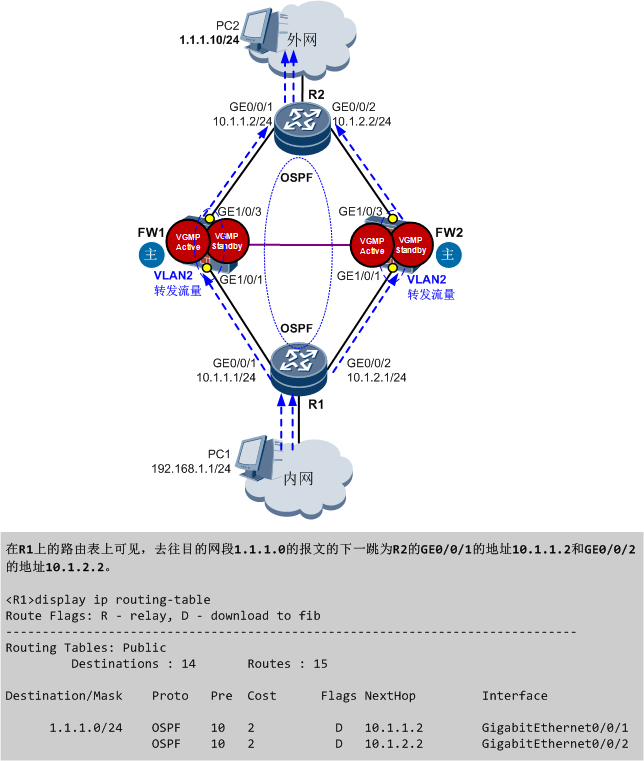 PC2
1.1.1.10/24
外网
R2
GE0/0/1
10.1.1.2/24
GE0/0/2
10.1.2.2/24
OSPF
GE1/0/3
GE1/0/3
FW1
主
VGMP
Active
VGMP
Standby
VGMP
Active
VGMP
Standby
FW2
主
VLAN2
转发流量
GE1/0/1
GE1/0/1
VLAN2
转发流量
OSPF
GE0/0/1
10.1.1.1/24
GE0/0/2
10.1.2.1/24
R1
PC1
192.168.1.1/24
内网
在R1上的路由表上可见，去往目的网段1.1.1.0的报文的下一跳为R2的GE0/0/1的地址10.1.1.2和GE0/0/2
的地址10.1.2.2。
<R1>display ip routing-table
Route Flags: R - relay, D - download to fib
------------------------------------------------------------------------------
Routing Tables: Public
Destinations : 14 Routes : 15
Destination/Mask Proto Pre Cost Flags NextHop Interface
1.1.1.0/24 OSPF 10 2 D 10.1.1.2 GigabitEthernet0/0/1
OSPF 10 2 D 10.1.2.2 GigabitEthernet0/0/2